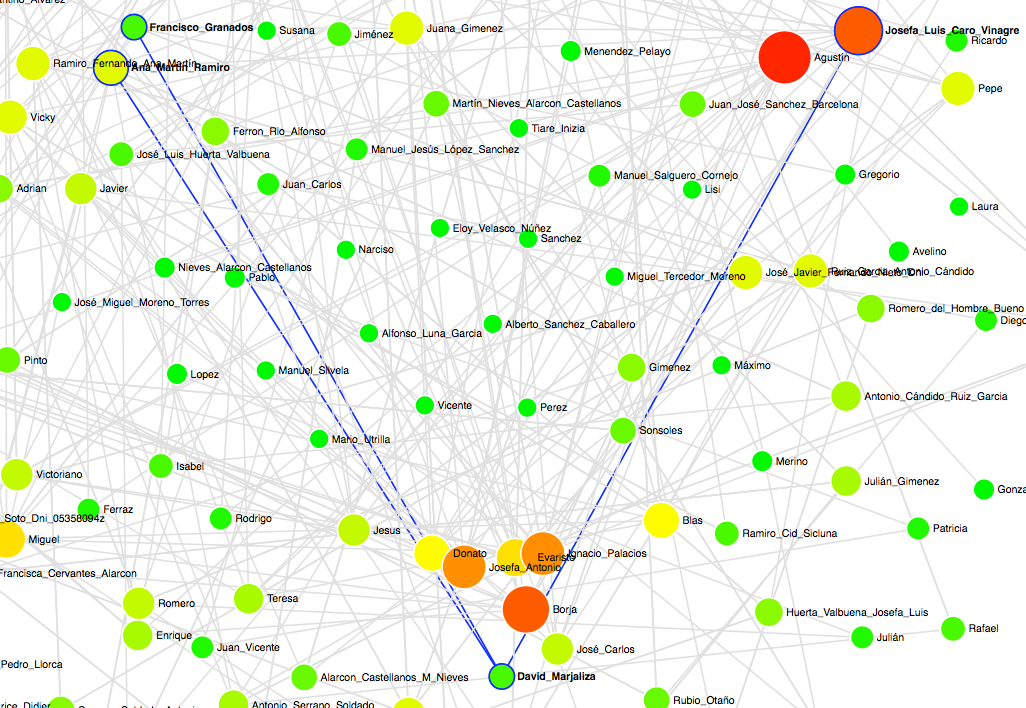 Francisco_Granados
Susana
Jiménez
Juana_Gimenez
Josefa_Luis_Caro_Vinagre
Ricardo
Menendez_Pelayo
Agustín
Ramiro_Fernando_Ana_Martín
Ana_Martín_Ramiro
Pepe
Martín_Nieves_Alarcon_Castellanos
Juan_José_Sanchez_Barcelona
Vicky
Ferron_Rio_Alfonso
Tiare_Inizia
José_Luis_Huerta_Valbuena
Manuel_Jesús_López_Sanchez
Adrian
Javier
Juan_Carlos
Manuel_Salguero_Cornejo
Lisi
Gregorio
Laura
Eloy_Velasco_Núñez
Sanchez
Narciso
Avelino
Nieves_Alarcon_Castellanos
Pablo
Miguel_Tercedor_Moreno
José_Javier_Fernando_Nieto_Dni
José_Miguel_Moreno_Torres
Romero_del_Hombre_Bueno
Diego
Alfonso_Luna_Garcia
Alberto_Sanchez_Caballero
Pinto
Lopez
Manuel_Slivela
Gimenez
Máximo
Antonio_Cándido_Ruiz_Garcia
Vicente
Perez
Mario_Utrilla
Sonsoles
Victoriano
Isabel
Merino
Julián_Gimenez
Gonza
Ferraz
_Soto_Dni_05358094z
Rodrigo
Miguel
Jesus
Blas
Ramiro_Cid_Sicluna
Patricia
Donato
Evaristo
Ignacio_Palacios
Josefa_Antonio
Francisca_Cervantes_Alarcon
Romero
Teresa
Borja
Huerta_Valbuena_Josefa_Luis
Rafael
Enrique
Juan_Vicente
José_Carlos
Julián
Pedro_Llorca
Alarcon_Castellanos_M_Nieves
David_Marjaliza
Rubio_Otaño
Antonio_Serrano_Soldado